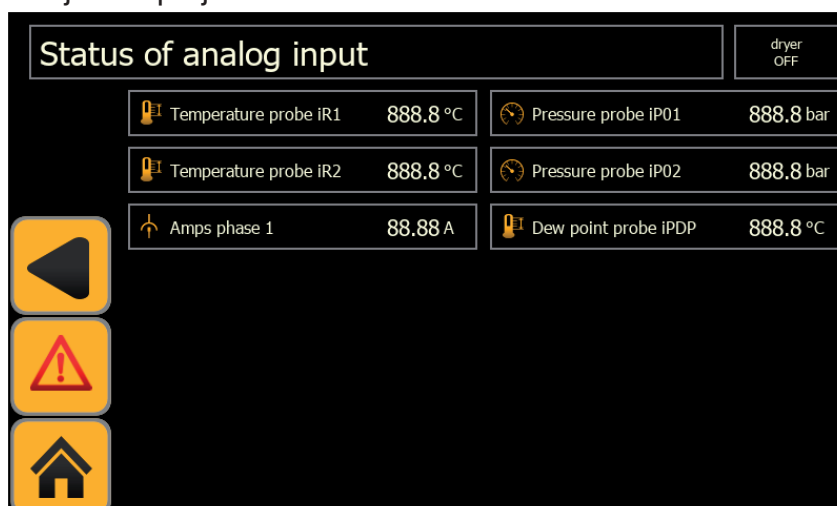 Status of analog input
dryer
OFF
Temperature probe iR1 888.8 °C
Pressure probe iP01 888.8 bar
Temperature probe iR2 888.8 °C
Pressure probe iP02 888.8 bar
Amps phase 1 88.88 A
Dew point probe iPDP 888.8 °C